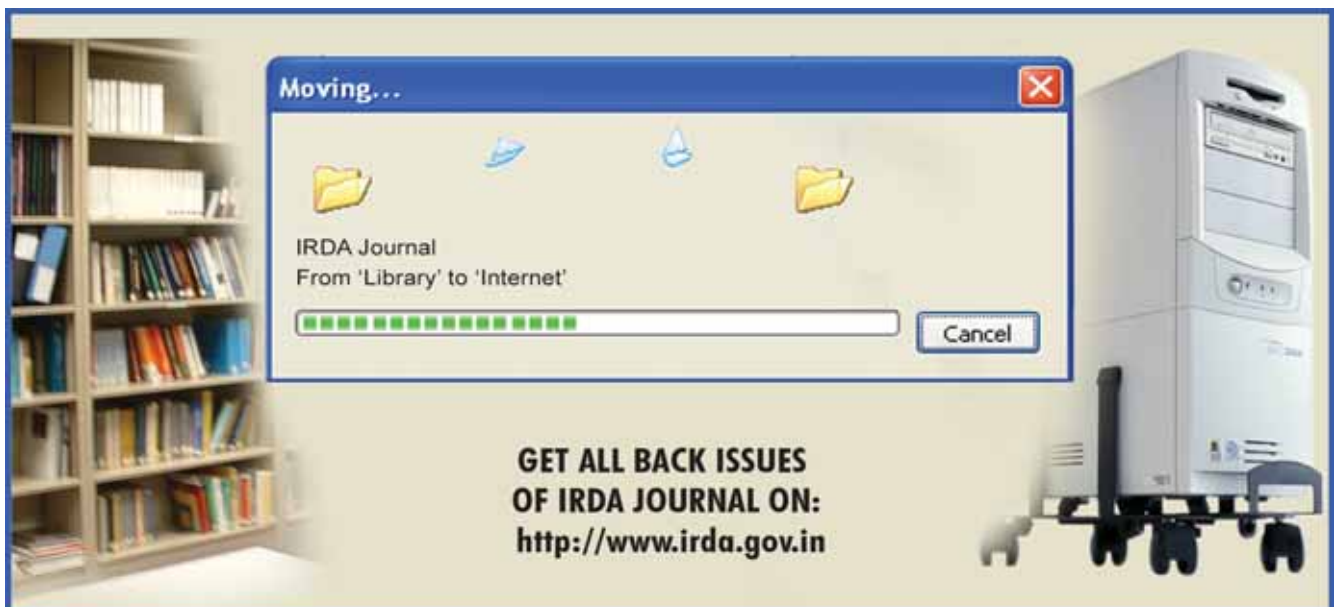 Moving...
IRDA Journal
From ‘Library’ to ‘Internet’
Cancel
GET ALL BACK ISSUES
OF IRDA JOURNAL ON:
http://www.irda.gov.in